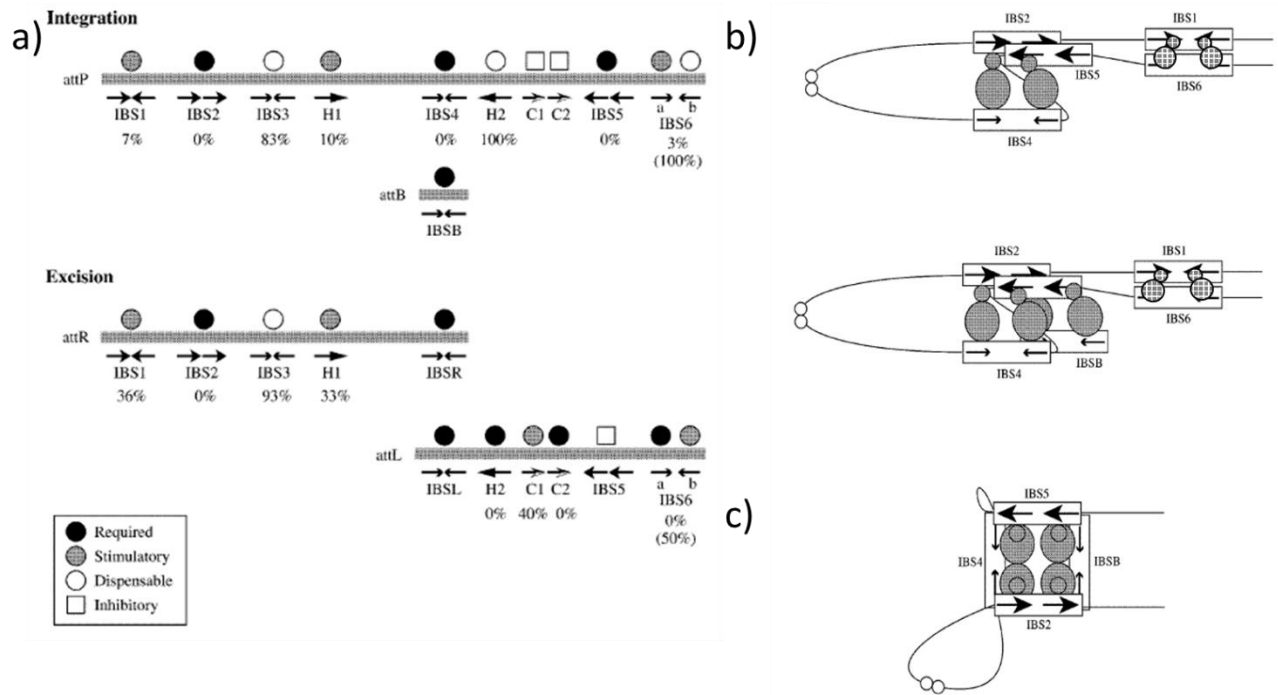 a)
Integration
attP
IBS1 IBS2 IBS3 H1 IBS4 H2 C1 C2 IBS5 a b
IBS6
7% 0% 83% 10% 0% 100% 0% 3%
(100%)
attB
IBSB
Excision
attR
IBS1 IBS2 IBS3 H1 IBSR
36% 0% 93% 33%
attL
IBSL H2 C1 C2 IBS5 a b
IBS6
0% 40% 0% 0%
(50%)
Required
Stimulatory
Dispensable
Inhibitory
b)
IBS2 IBS1
IBS5
IBS6
IBS4
IBS2 IBS1
IBS6
IBSB
IBS4
c)
IBS5
IBS4 IBSB
IBS2